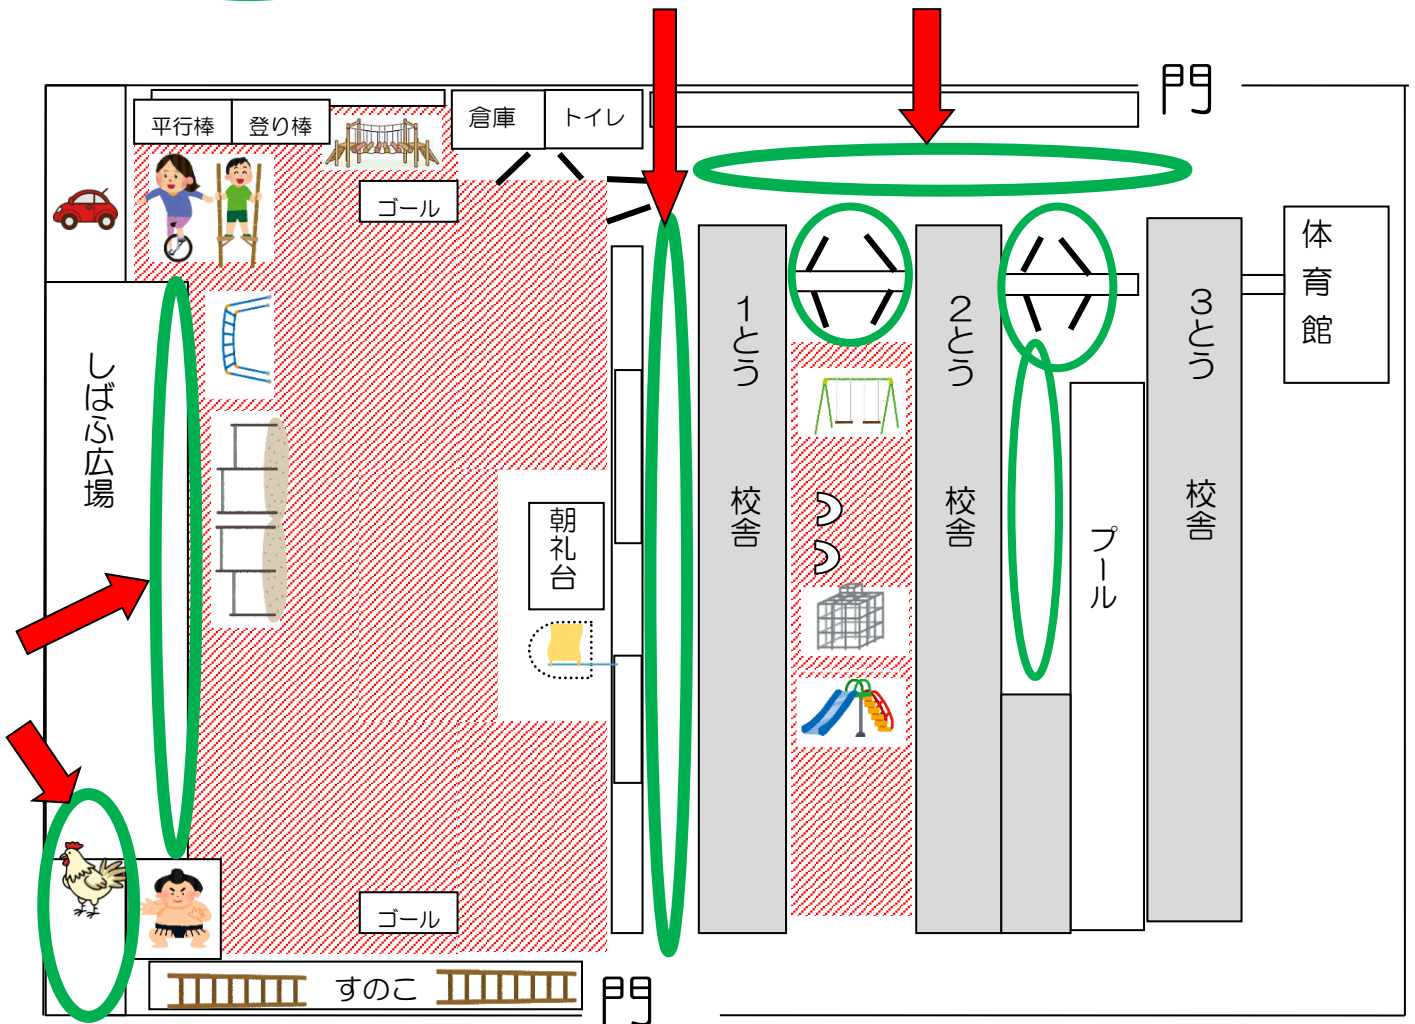 門
平行棒
登り棒
倉庫
トイレ
ゴール
体育館
1とう
校舎
2とう
校舎
3とう
校舎
しばふ広場
朝礼台
プール
ゴール
すのこ
門